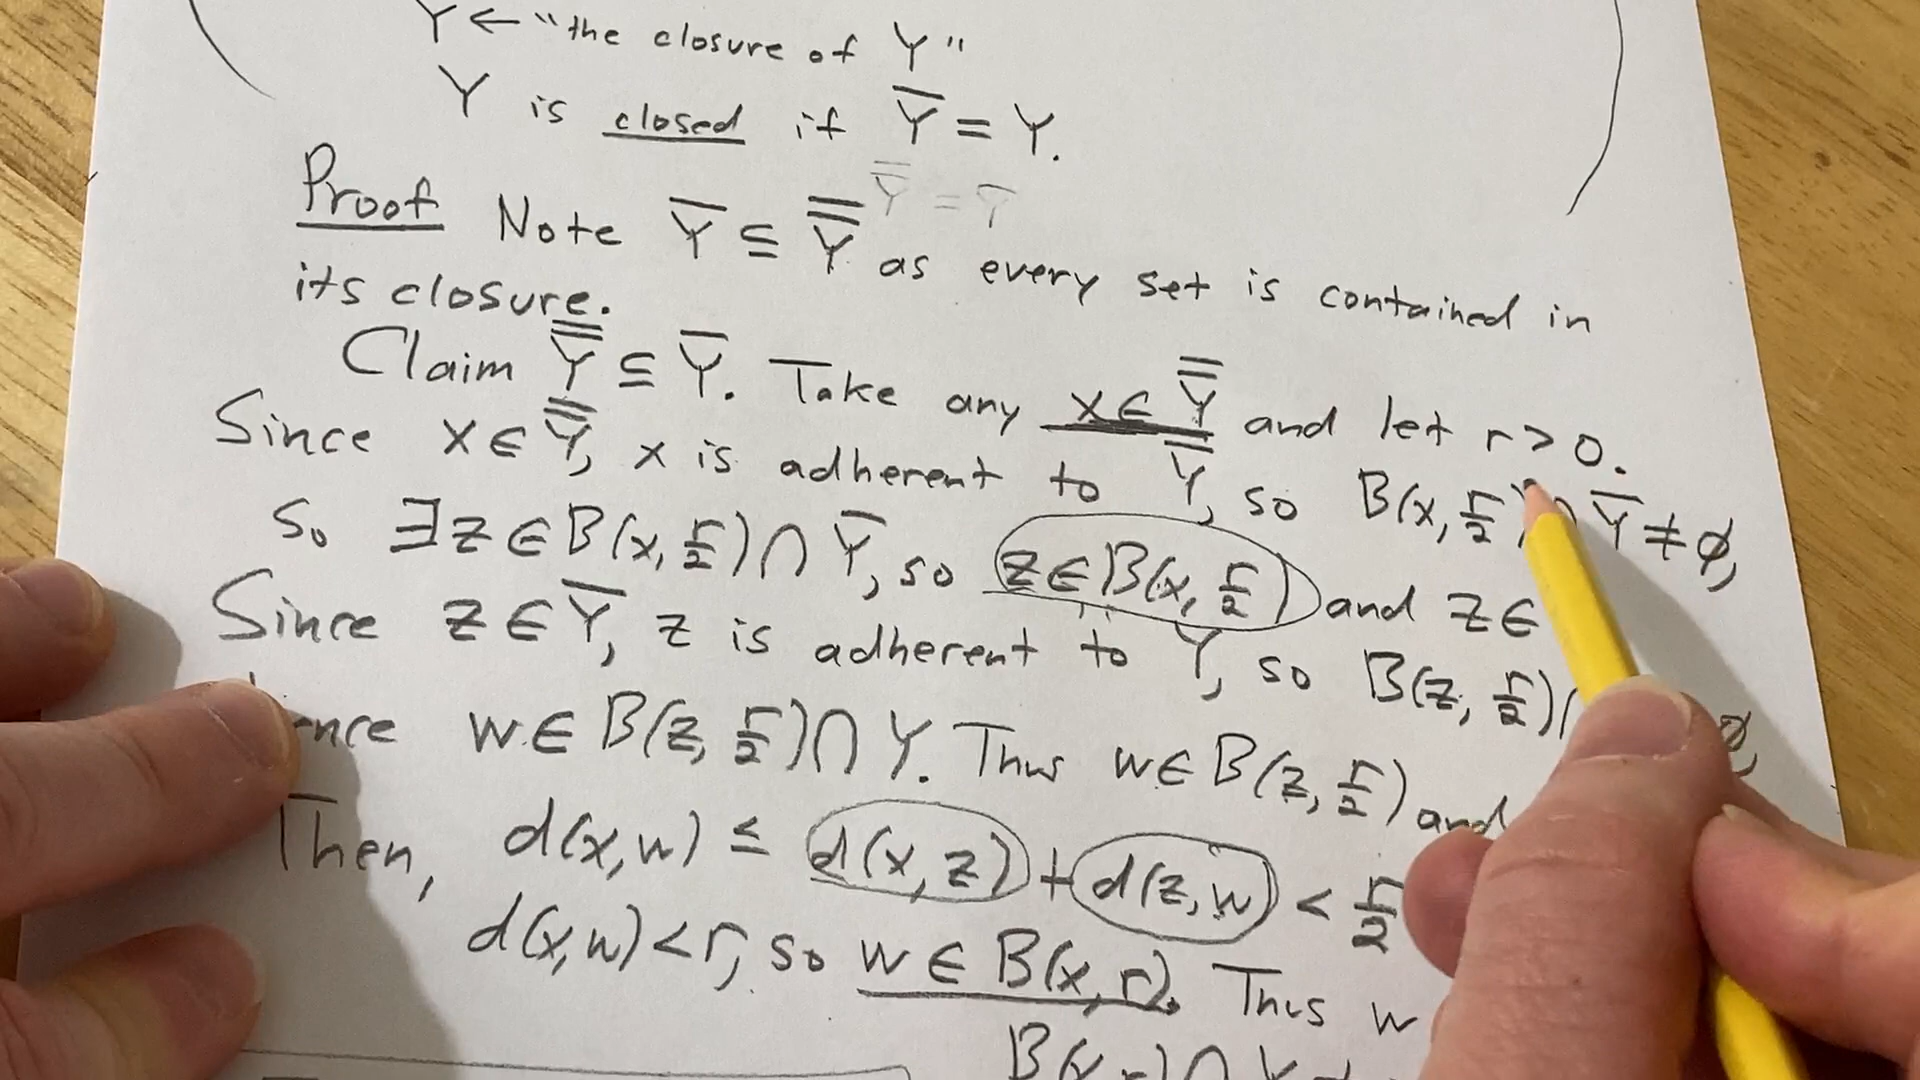 Y ← "the closure of Y"
Y is closed if Y̅ = Y.
Y̿ = Y̅
Proof Note Y̅ ⊆ Y̿ as every set is contained in
its closure.
Claim Y̿ ⊆ Y̅. Take any x ∈ Y̿ and let r > 0.
Since x ∈ Y̿, x is adherent to Y̅, so B(x, r/2) ∩ Y̅ ≠ ∅,
so ∃ z ∈ B(x, r/2) ∩ Y̅, so z ∈ B(x, r/2) and z ∈
Since z ∈ Y̅, z is adherent to Y, so B(z, r/2) ∅,
w ∈ B(z, r/2) ∩ Y. Thus w ∈ B(z, r/2) and
Then, d(x,w) ≤ d(x,z) + d(z,w) < r/2
d(x,w) < r, so w ∈ B(x, r). Thus w